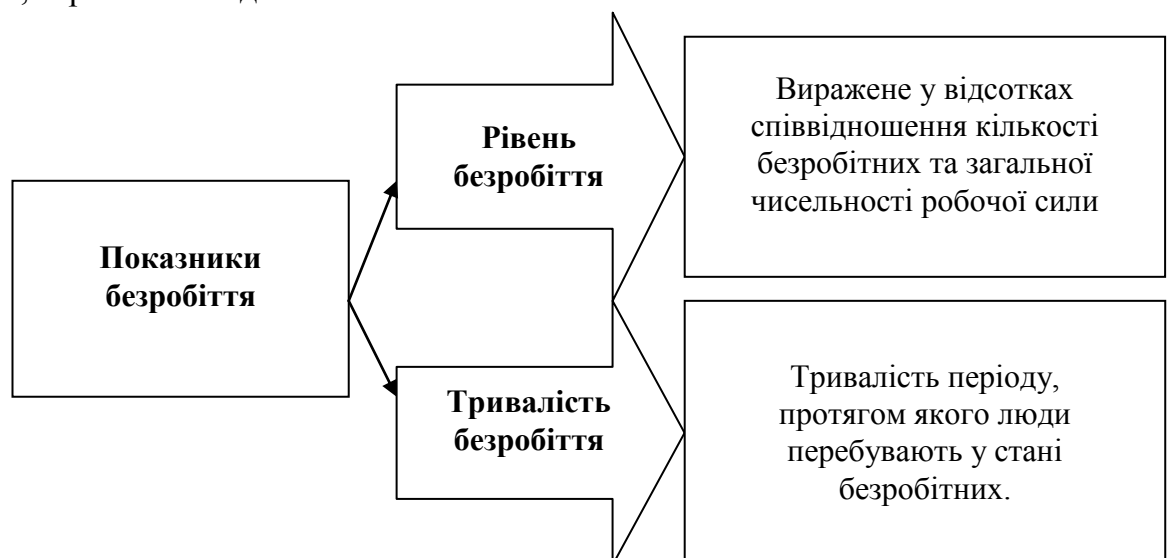 Показники
безробіття
Рівень
безробіття
Виражене у відсотках
співвідношення кількості
безробітних та загальної
чисельності робочої сили
Тривалість
безробіття
Тривалість періоду,
протягом якого люди
перебувають у стані
безробітних.